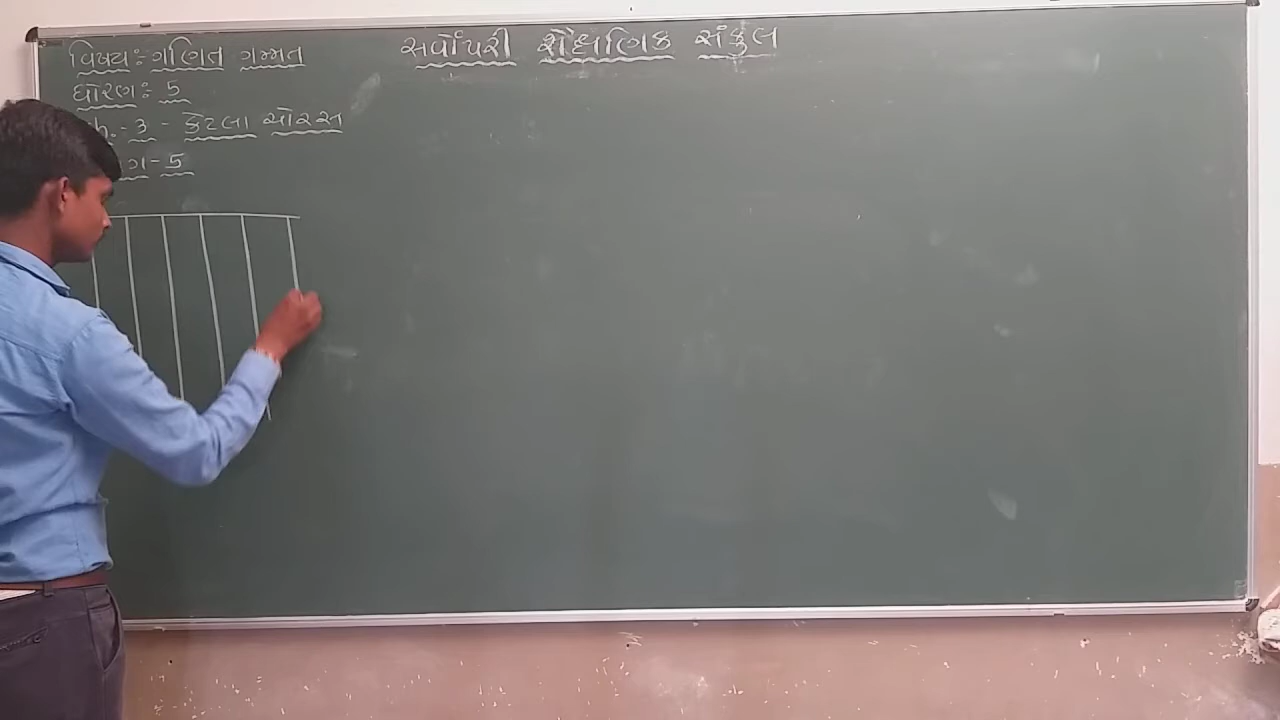 સર્વોપરી શૈક્ષણિક સંકુલ
વિષય:- ગણિત ગમ્મત
ધોરણ:- 5
h. - 3 - કેટલા ચોરસ
ગ - 5